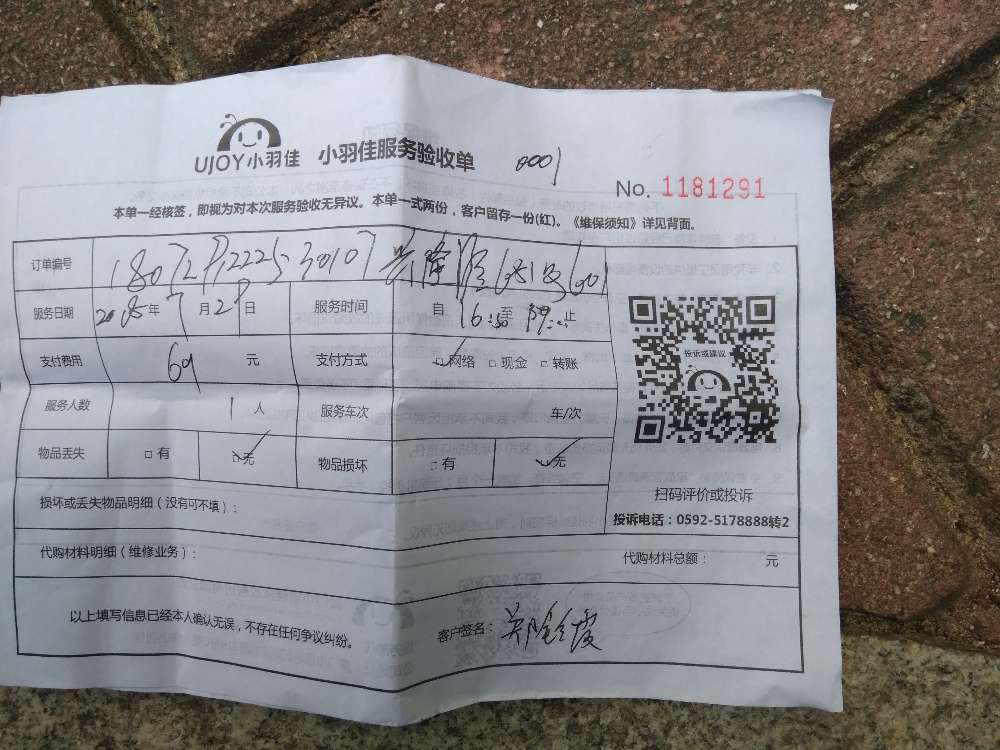 UJOY小羽佳 小羽佳服务验收单 0001
No. 1181291
本单一经核签，即视为对本次服务验收无异议。本单一式两份，客户留存一份(红)。《维保须知》详见背面。
订单编号
服务日期 2018年7月29日 服务时间 自 16:30 至 19:00 止
支付费用 69 元 支付方式 网络 □现金 □转账
服务人数 1人 服务车次 车/次
物品丢失 □有 □无 物品损坏 □有 □无
投诉或建议
扫码评价或投诉
投诉电话：0592-5178888转2
损坏或丢失物品明细（没有可不填）：
代购材料明细（维修业务）： 代购材料总额： 元
以上填写信息已经本人确认无误，不存在任何争议纠纷。 客户签名：